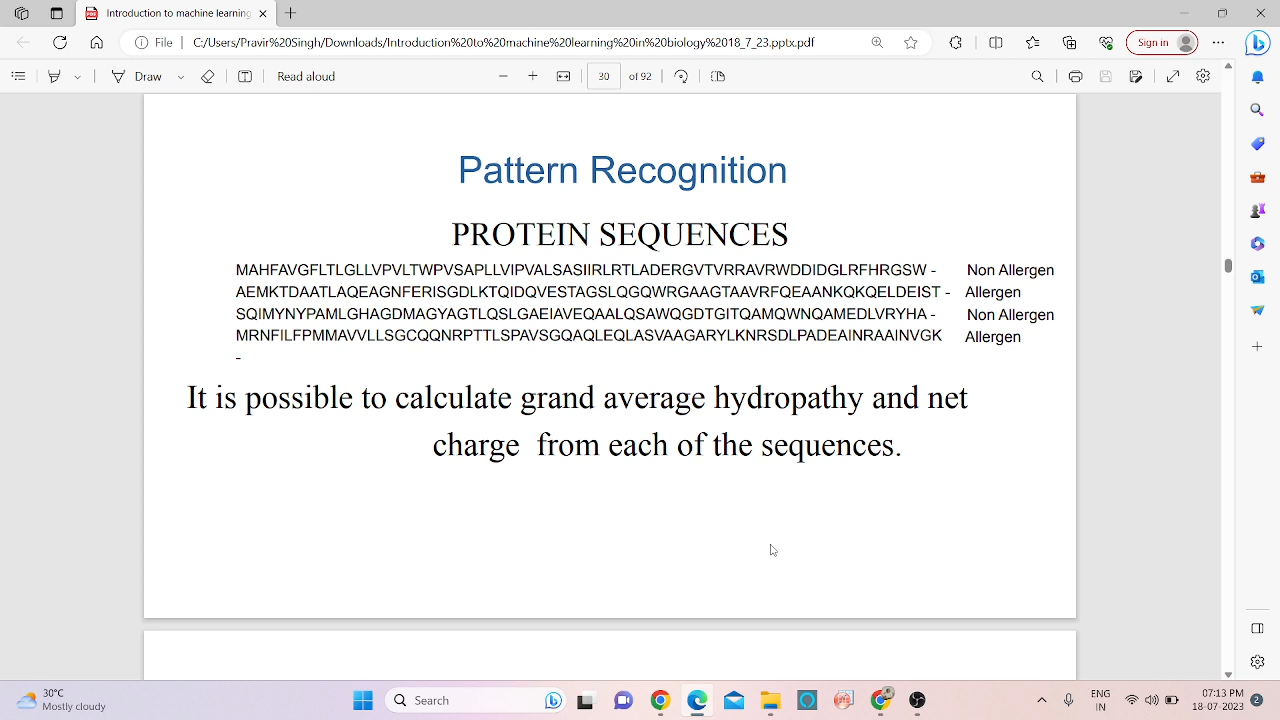 Introduction to machine learning
File
C:/Users/Pravir%20Singh/Downloads/Introduction%20to%20machine%20learning%20in%20biology%2018_7_23.pptx.pdf
Sign in
Draw
Read aloud
30
of 92
Pattern Recognition
PROTEIN SEQUENCES
MAHFAVGFLTLGLLVPVLTWPVSAPLLVIPVALSASIIRLRTLADERGVTVRRAVRWDDIDGLRFHRGSW - Non Allergen
AEMKTDAATLAQEAGNFERISGDLKTQIDQVESTAGSLQGQWRGAAGTAAVRFQEAANKQKQELDEIST - Allergen
SQIMYNYPAMLGHAGDMAGYAGTLQSLGAEIAVEQAALQSAWQGDTGITQAMQWNQAMEDLVRYHA - Non Allergen
MRNFILFPMMAVVLLSGCQQNRPTTLSPAVSGQAQLEQLASVAAGARYLKNRSDLPADEAINRAAINVGK Allergen
-
It is possible to calculate grand average hydropathy and net
charge from each of the sequences.
30°C
Mostly cloudy
Search
ENG
IN
07:13 PM
18-07-2023
2